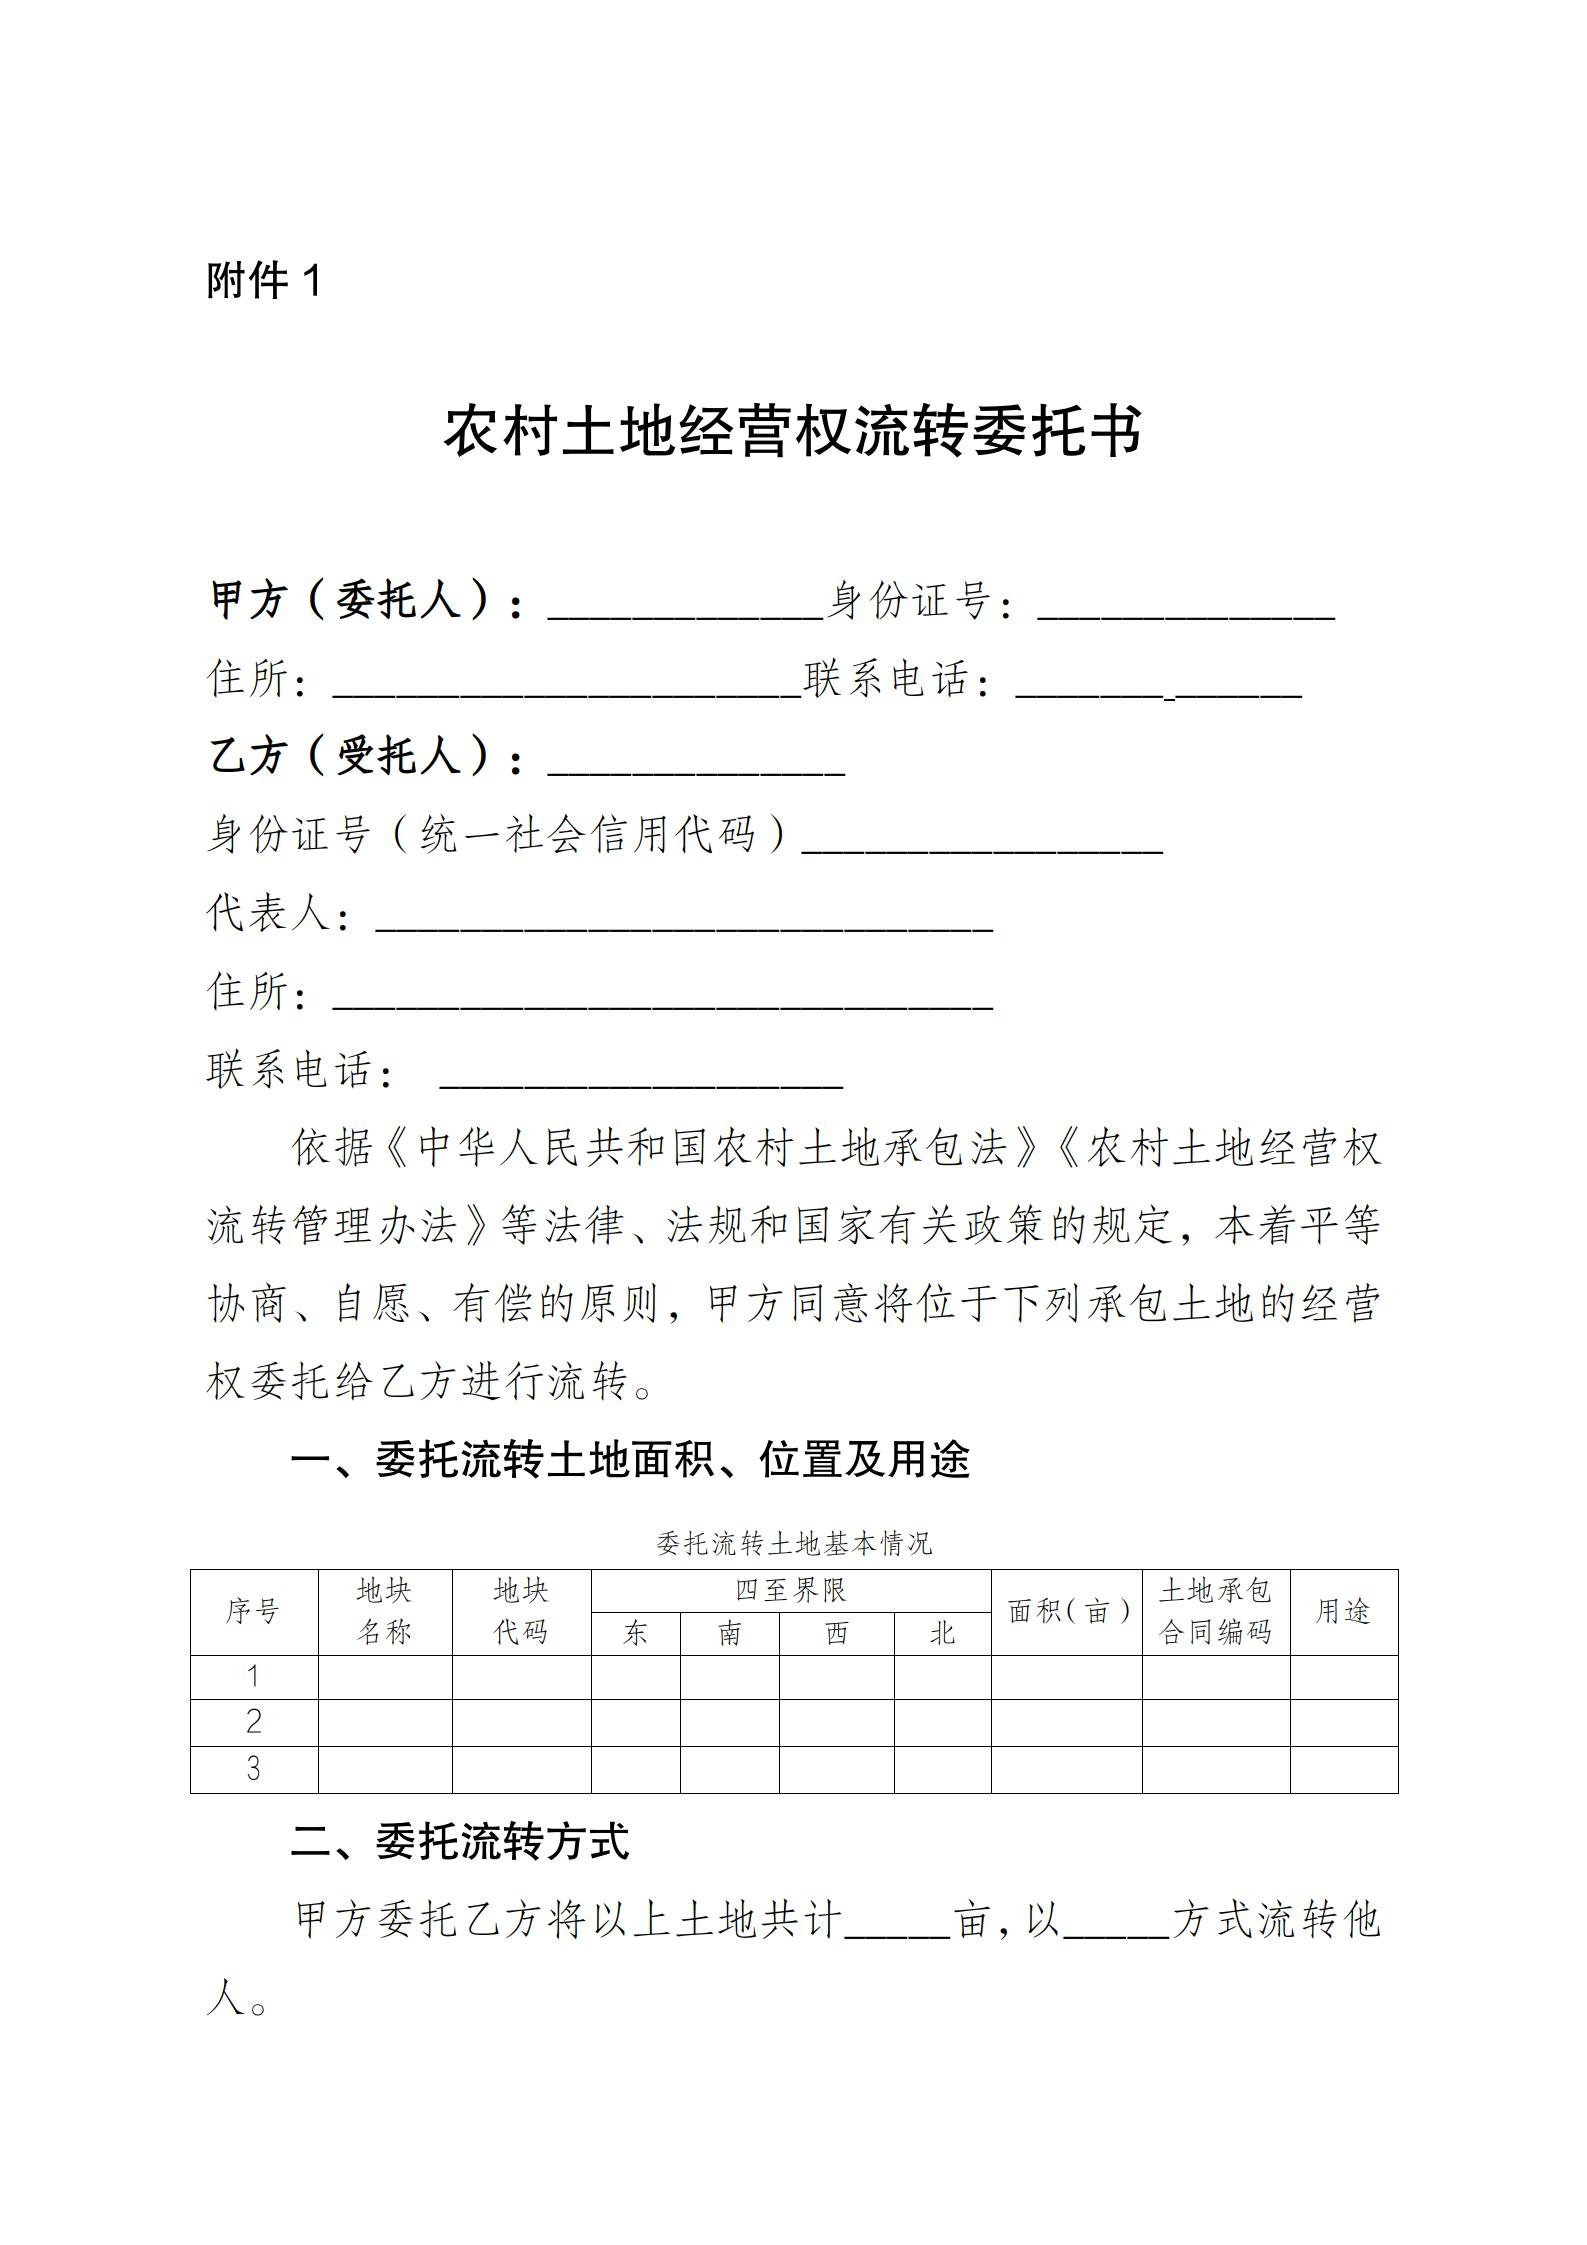 附件1
农村土地经营权流转委托书
甲方（委托人）：_____________身份证号：______________
住所：______________________联系电话：_______ ______
乙方（受托人）：______________
身份证号（统一社会信用代码）_________________
代表人：_____________________________
住所：_______________________________
联系电话： ___________________
依据《中华人民共和国农村土地承包法》《农村土地经营权
流转管理办法》等法律、法规和国家有关政策的规定，本着平等
协商、自愿、有偿的原则，甲方同意将位于下列承包土地的经营
权委托给乙方进行流转。
一、委托流转土地面积、位置及用途
委托流转土地基本情况
序号 地块名称 地块代码 四至界限 面积（亩） 土地承包合同编码 用途
东 南 西 北
1
2
3
二、委托流转方式
甲方委托乙方将以上土地共计_____亩，以_____方式流转他
人。